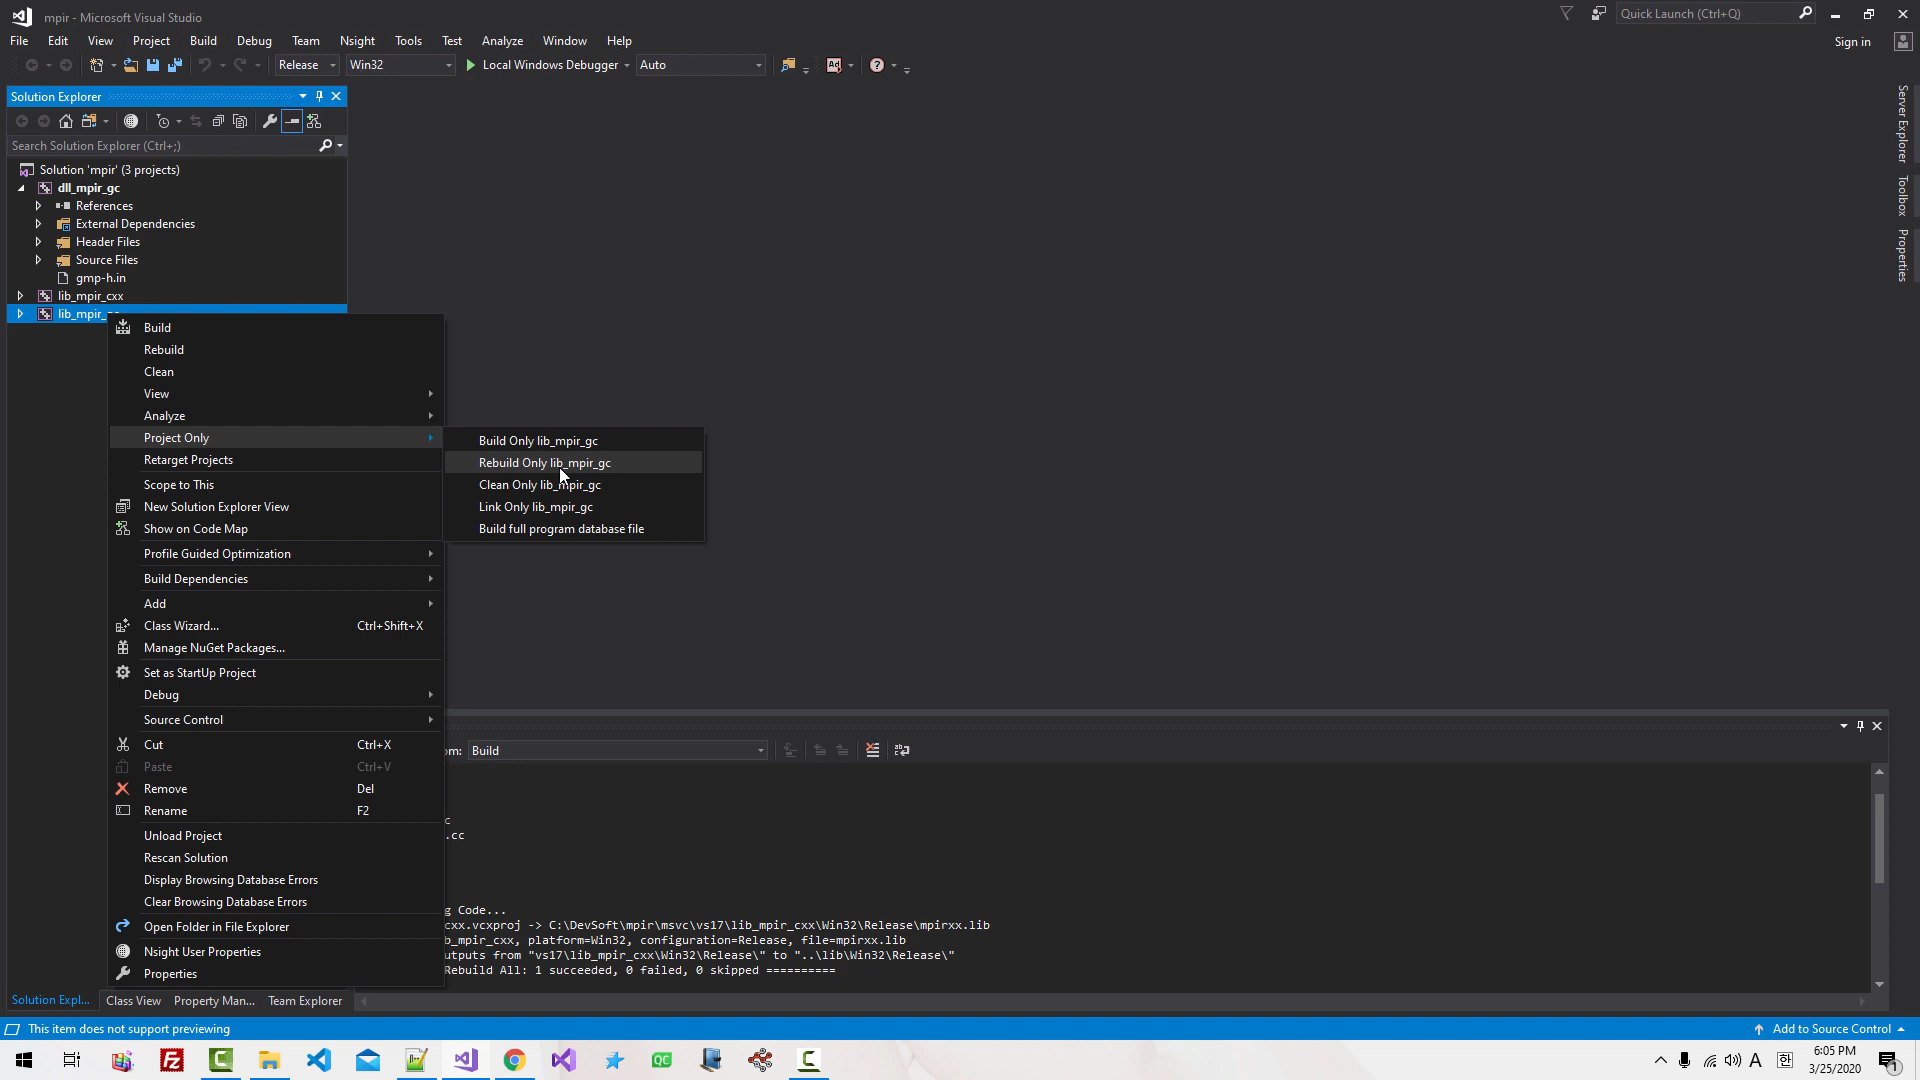 mpir - Microsoft Visual Studio
Quick Launch (Ctrl+Q)
File Edit View Project Build Debug Team Nsight Tools Test Analyze Window Help
Sign in
Release Win32 Local Windows Debugger Auto
Solution Explorer
Search Solution Explorer (Ctrl+;)
Solution 'mpir' (3 projects)
dll_mpir_gc
References
External Dependencies
Header Files
Source Files
gmp-h.in
lib_mpir_cxx
lib_mpir_
Build
Rebuild
Clean
View
Analyze
Project Only
Retarget Projects
Scope to This
New Solution Explorer View
Show on Code Map
Profile Guided Optimization
Build Dependencies
Add
Class Wizard... Ctrl+Shift+X
Manage NuGet Packages...
Set as StartUp Project
Debug
Source Control
Cut Ctrl+X
Paste Ctrl+V
Remove Del
Rename F2
Unload Project
Rescan Solution
Display Browsing Database Errors
Clear Browsing Database Errors
Open Folder in File Explorer
Nsight User Properties
Properties
Build Only lib_mpir_gc
Rebuild Only lib_mpir_gc
Clean Only lib_mpir_gc
Link Only lib_mpir_gc
Build full program database file
Server Explorer
Toolbox
Properties
om: Build
c
.cc
g Code...
cxx.vcxproj -> C:\DevSoft\mpir\msvc\vs17\lib_mpir_cxx\Win32\Release\mpirxx.lib
b_mpir_cxx, platform=Win32, configuration=Release, file=mpirxx.lib
utputs from "vs17\lib_mpir_cxx\Win32\Release\" to "..\lib\Win32\Release\"
Rebuild All: 1 succeeded, 0 failed, 0 skipped ==========
Solution Expl... Class View Property Man... Team Explorer
This item does not support previewing
Add to Source Control
A 한 6:05 PM
3/25/2020
1